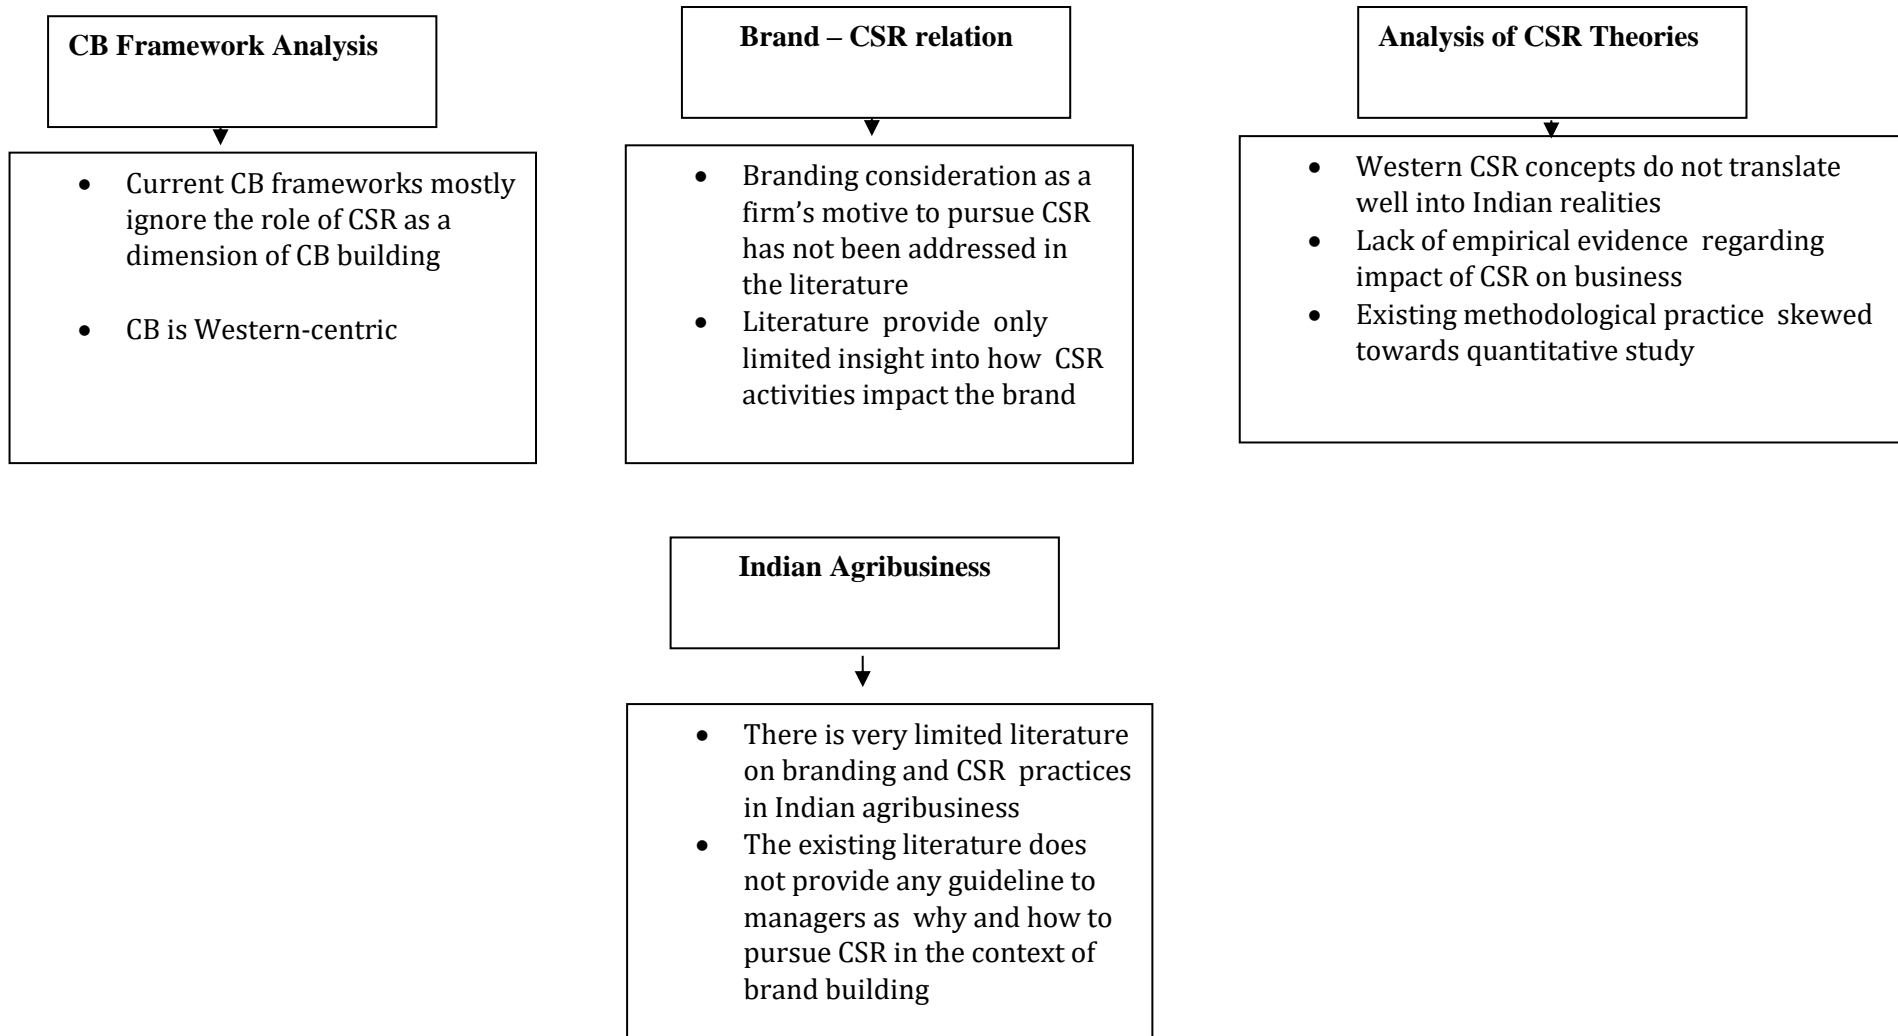 CB Framework Analysis
• Current CB frameworks mostly
ignore the role of CSR as a
dimension of CB building
• CB is Western-centric
Brand – CSR relation
• Branding consideration as a
firm’s motive to pursue CSR
has not been addressed in
the literature
• Literature provide only
limited insight into how CSR
activities impact the brand
Analysis of CSR Theories
• Western CSR concepts do not translate
well into Indian realities
• Lack of empirical evidence regarding
impact of CSR on business
• Existing methodological practice skewed
towards quantitative study
Indian Agribusiness
• There is very limited literature
on branding and CSR practices
in Indian agribusiness
• The existing literature does
not provide any guideline to
managers as why and how to
pursue CSR in the context of
brand building